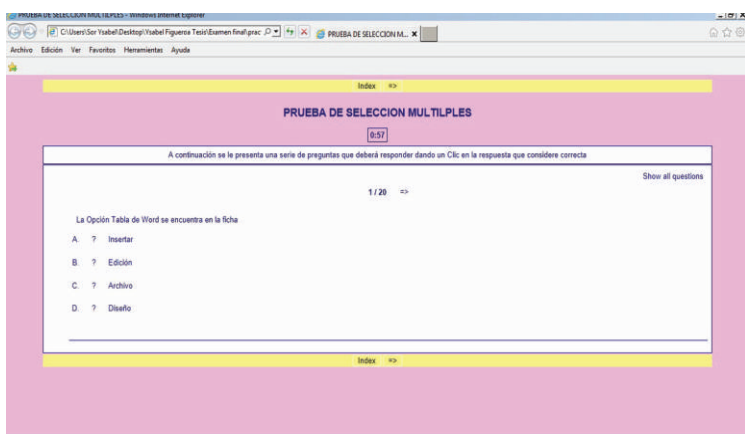 PRUEBA DE SELECCION MULTILPLES - Windows Internet Explorer
C:\Users\Sor Ysabel\Desktop\Ysabel Figueroa Tesis\Examen final\prac
PRUEBA DE SELECCION M...
Archivo Edición Ver Favoritos Herramientas Ayuda
Index =>
PRUEBA DE SELECCION MULTILPLES
0:57
A continuación se le presenta una serie de preguntas que deberá responder dando un Clic en la respuesta que considere correcta
Show all questions
1 / 20 =>
La Opción Tabla de Word se encuentra en la ficha
A. ? Insertar
B. ? Edición
C. ? Archivo
D. ? Diseño
Index =>